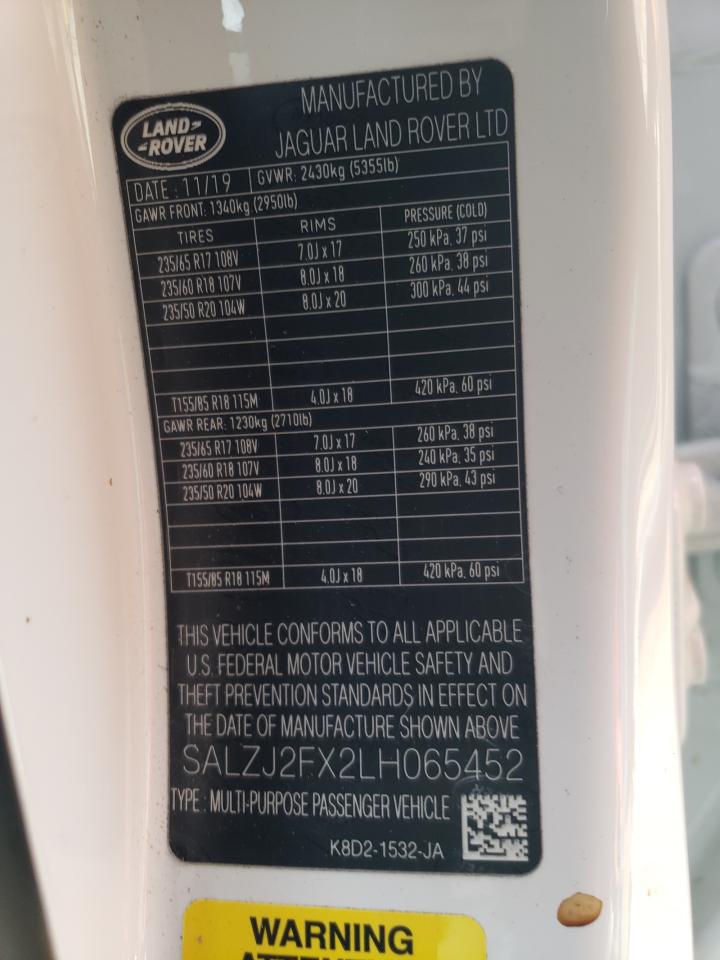 LAND-
-ROVER
MANUFACTURED BY
JAGUAR LAND ROVER LTD
DATE : 11/19 GVWR: 2430kg (5355lb)
GAWR FRONT: 1340kg (2950lb)
TIRES RIMS PRESSURE (COLD)
235/65 R17 108V 7.0J x 17 250 kPa, 37 psi
235/60 R18 107V 8.0J x 18 260 kPa, 38 psi
235/50 R20 104W 8.0J x 20 300 kPa, 44 psi
T155/85 R18 115M 4.0J x 18 420 kPa, 60 psi
GAWR REAR: 1230kg (2710lb)
235/65 R17 108V 7.0J x 17 260 kPa, 38 psi
235/60 R18 107V 8.0J x 18 240 kPa, 35 psi
235/50 R20 104W 8.0J x 20 290 kPa, 43 psi
T155/85 R18 115M 4.0J x 18 420 kPa, 60 psi
THIS VEHICLE CONFORMS TO ALL APPLICABLE
U.S. FEDERAL MOTOR VEHICLE SAFETY AND
THEFT PREVENTION STANDARDS IN EFFECT ON
THE DATE OF MANUFACTURE SHOWN ABOVE
SALZJ2FX2LH065452
TYPE : MULTI-PURPOSE PASSENGER VEHICLE
K8D2-1532-JA
WARNING